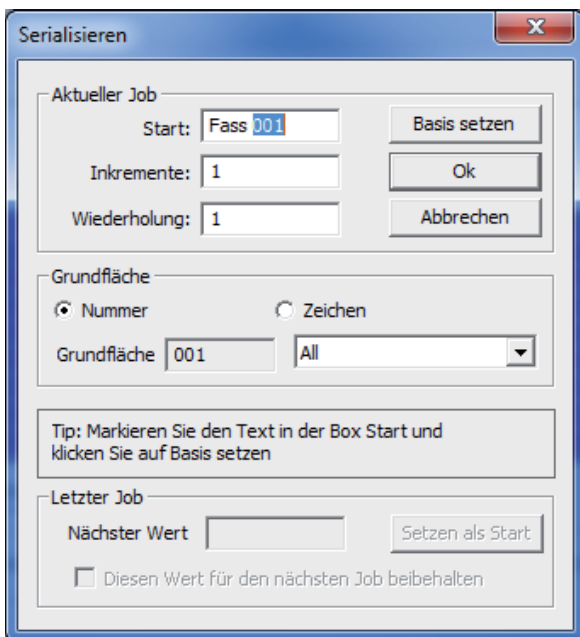 Serialisieren
Aktueller Job
Start: Fass 001 Basis setzen
Inkremente: 1 Ok
Wiederholung: 1 Abbrechen
Grundfläche
Nummer Zeichen
Grundfläche 001 All
Tip: Markieren Sie den Text in der Box Start und
klicken Sie auf Basis setzen
Letzter Job
Nächster Wert Setzen als Start
Diesen Wert für den nächsten Job beibehalten